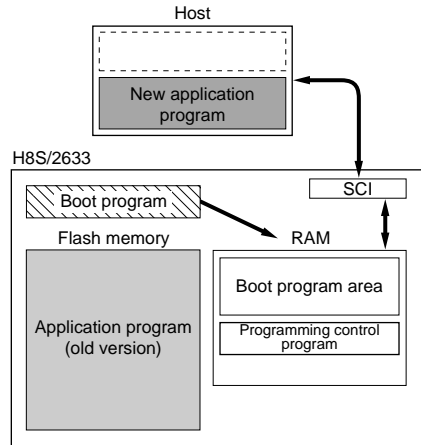 Host
New application
program
H8S/2633
SCI
Boot program
Flash memory
RAM
Application program
(old version)
Boot program area
Programming control
program